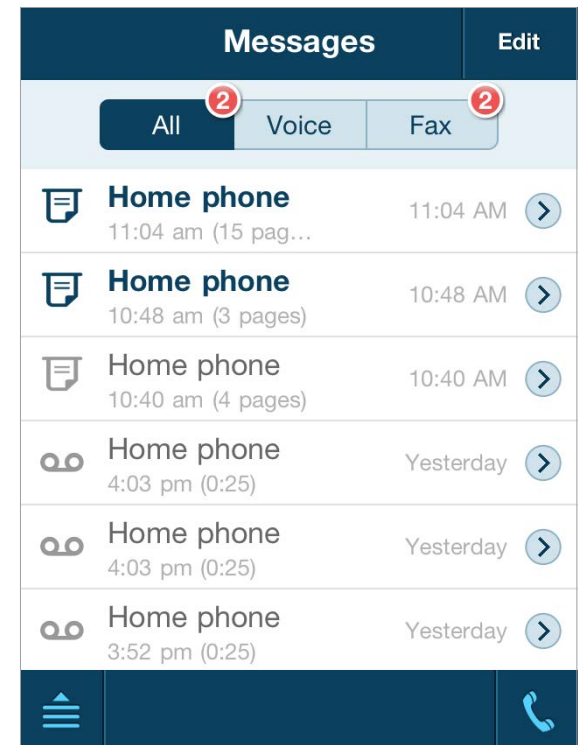 Messages Edit
2 2
All Voice Fax
Home phone
11:04 am (15 pag... 11:04 AM
Home phone
10:48 am (3 pages) 10:48 AM
Home phone
10:40 am (4 pages) 10:40 AM
Home phone
4:03 pm (0:25) Yesterday
Home phone
4:03 pm (0:25) Yesterday
Home phone
3:52 pm (0:25) Yesterday